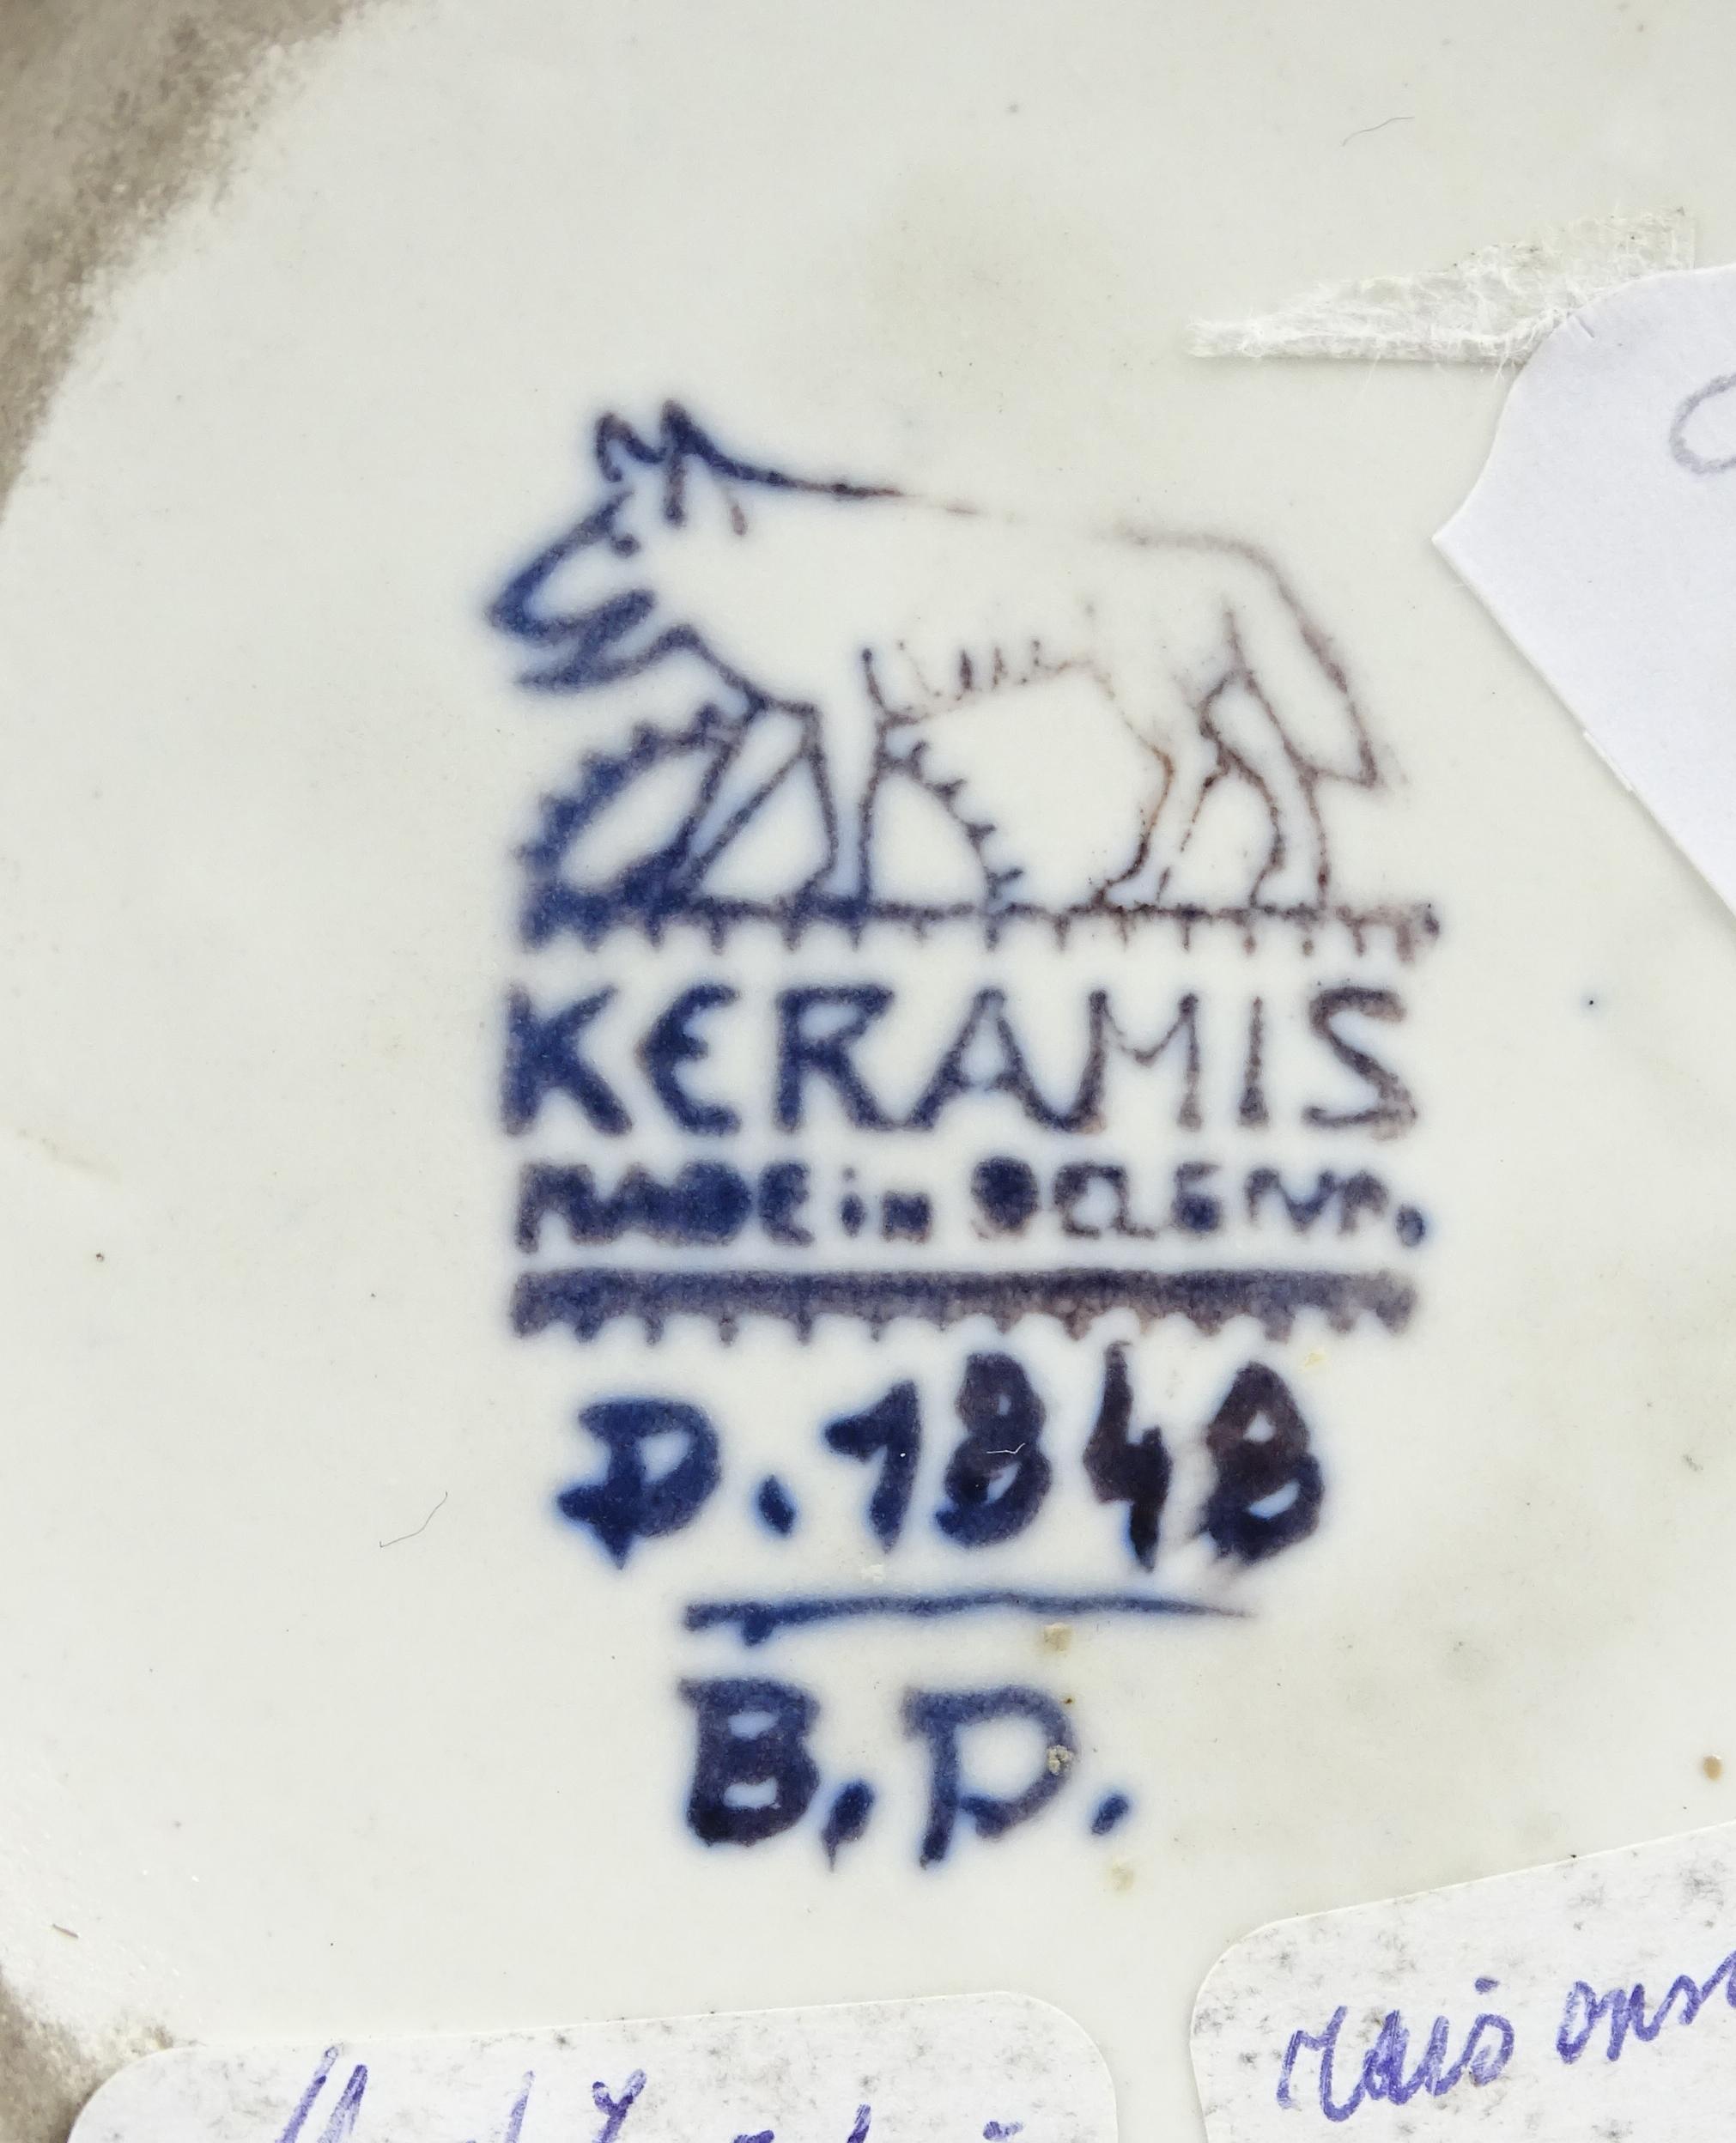 KERAMIS
MADE in BELGIUM.
D. 1848
B.D.